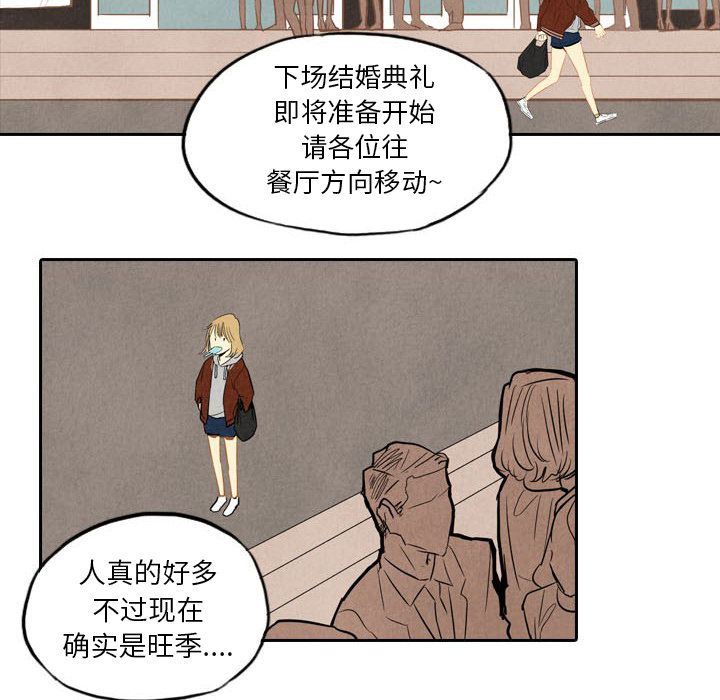 下场结婚典礼
即将准备开始
请各位往
餐厅方向移动~
人真的好多
不过现在
确实是旺季....